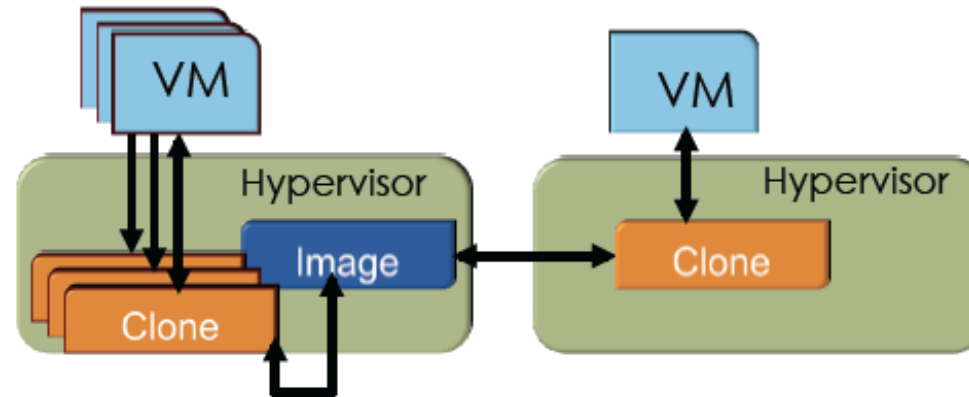 VM
VM
Hypervisor
Hypervisor
Image
Clone
Clone